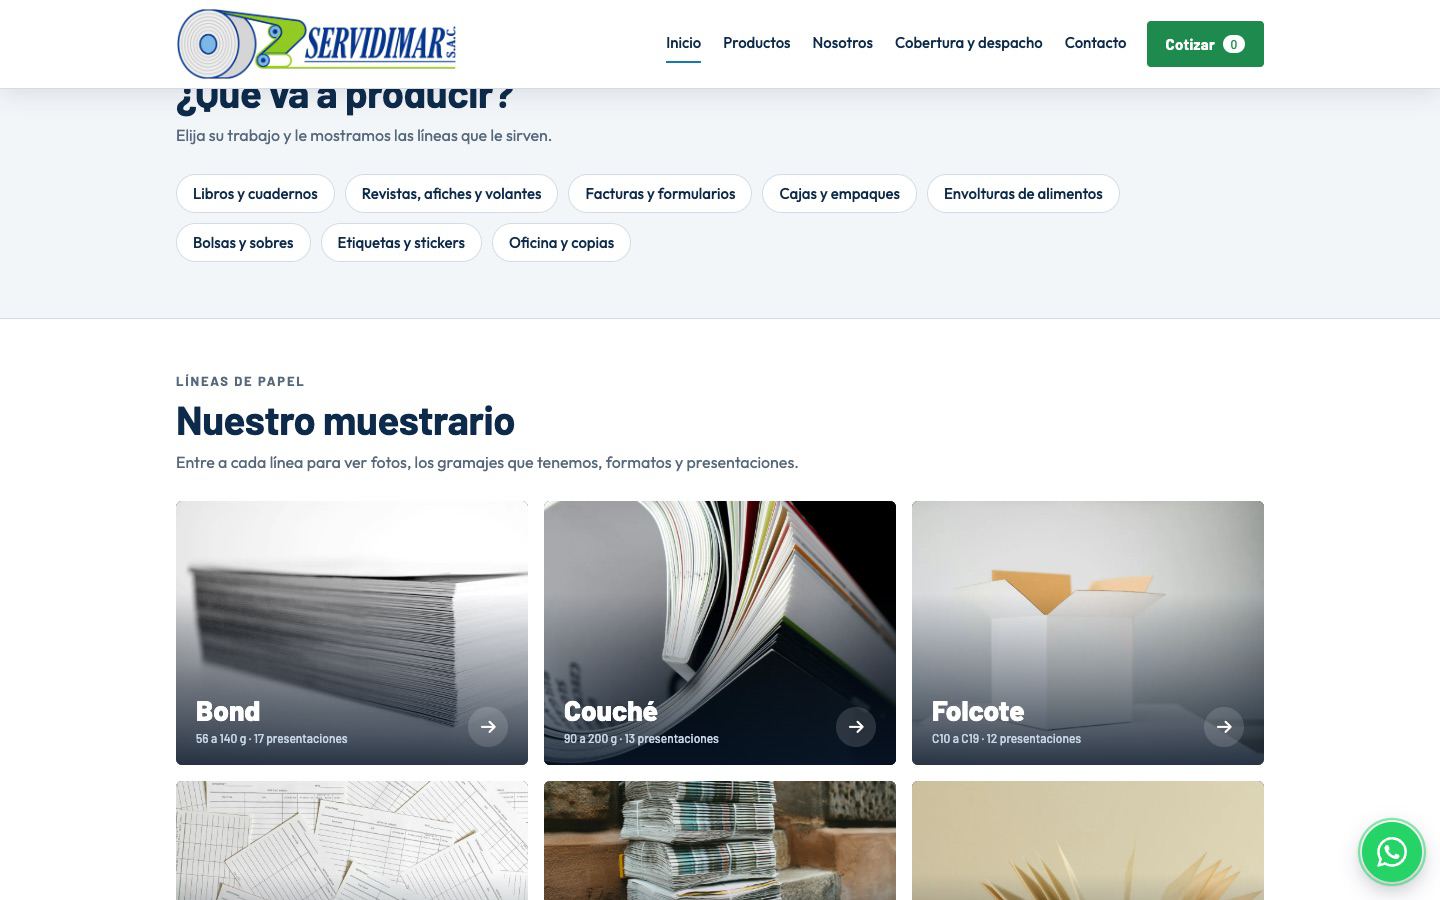 SERVIDIMAR S.A.C.
Inicio
Productos
Nosotros
Cobertura y despacho
Contacto
Cotizar 0
¿Qué va a producir?
Elija su trabajo y le mostramos las líneas que le sirven.
Libros y cuadernos
Revistas, afiches y volantes
Facturas y formularios
Cajas y empaques
Envolturas de alimentos
Bolsas y sobres
Etiquetas y stickers
Oficina y copias
LÍNEAS DE PAPEL
Nuestro muestrario
Entre a cada línea para ver fotos, los gramajes que tenemos, formatos y presentaciones.
Bond
56 a 140 g · 17 presentaciones
Couché
90 a 200 g · 13 presentaciones
Folcote
C10 a C19 · 12 presentaciones